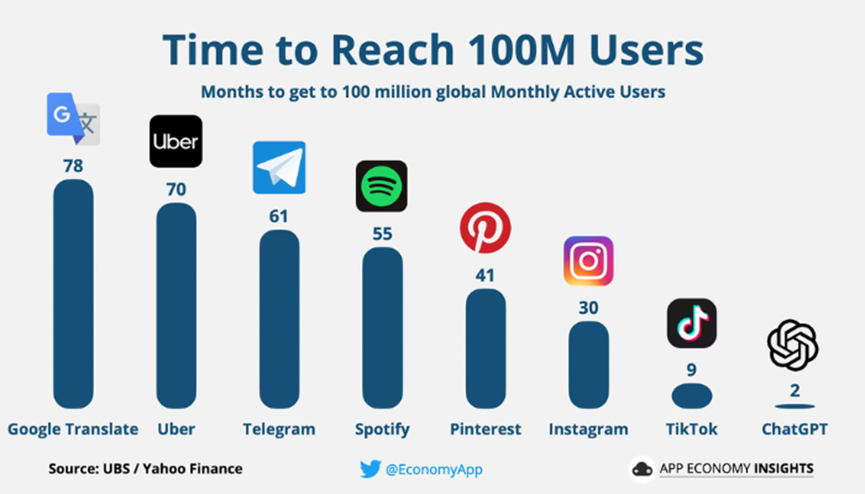 Time to Reach 100M Users
Months to get to 100 million global Monthly Active Users
G 文
Uber
78
70
61
55
41
30
9
2
Google Translate
Uber
Telegram
Spotify
Pinterest
Instagram
TikTok
ChatGPT
Source: UBS / Yahoo Finance
@EconomyApp
APP ECONOMY INSIGHTS